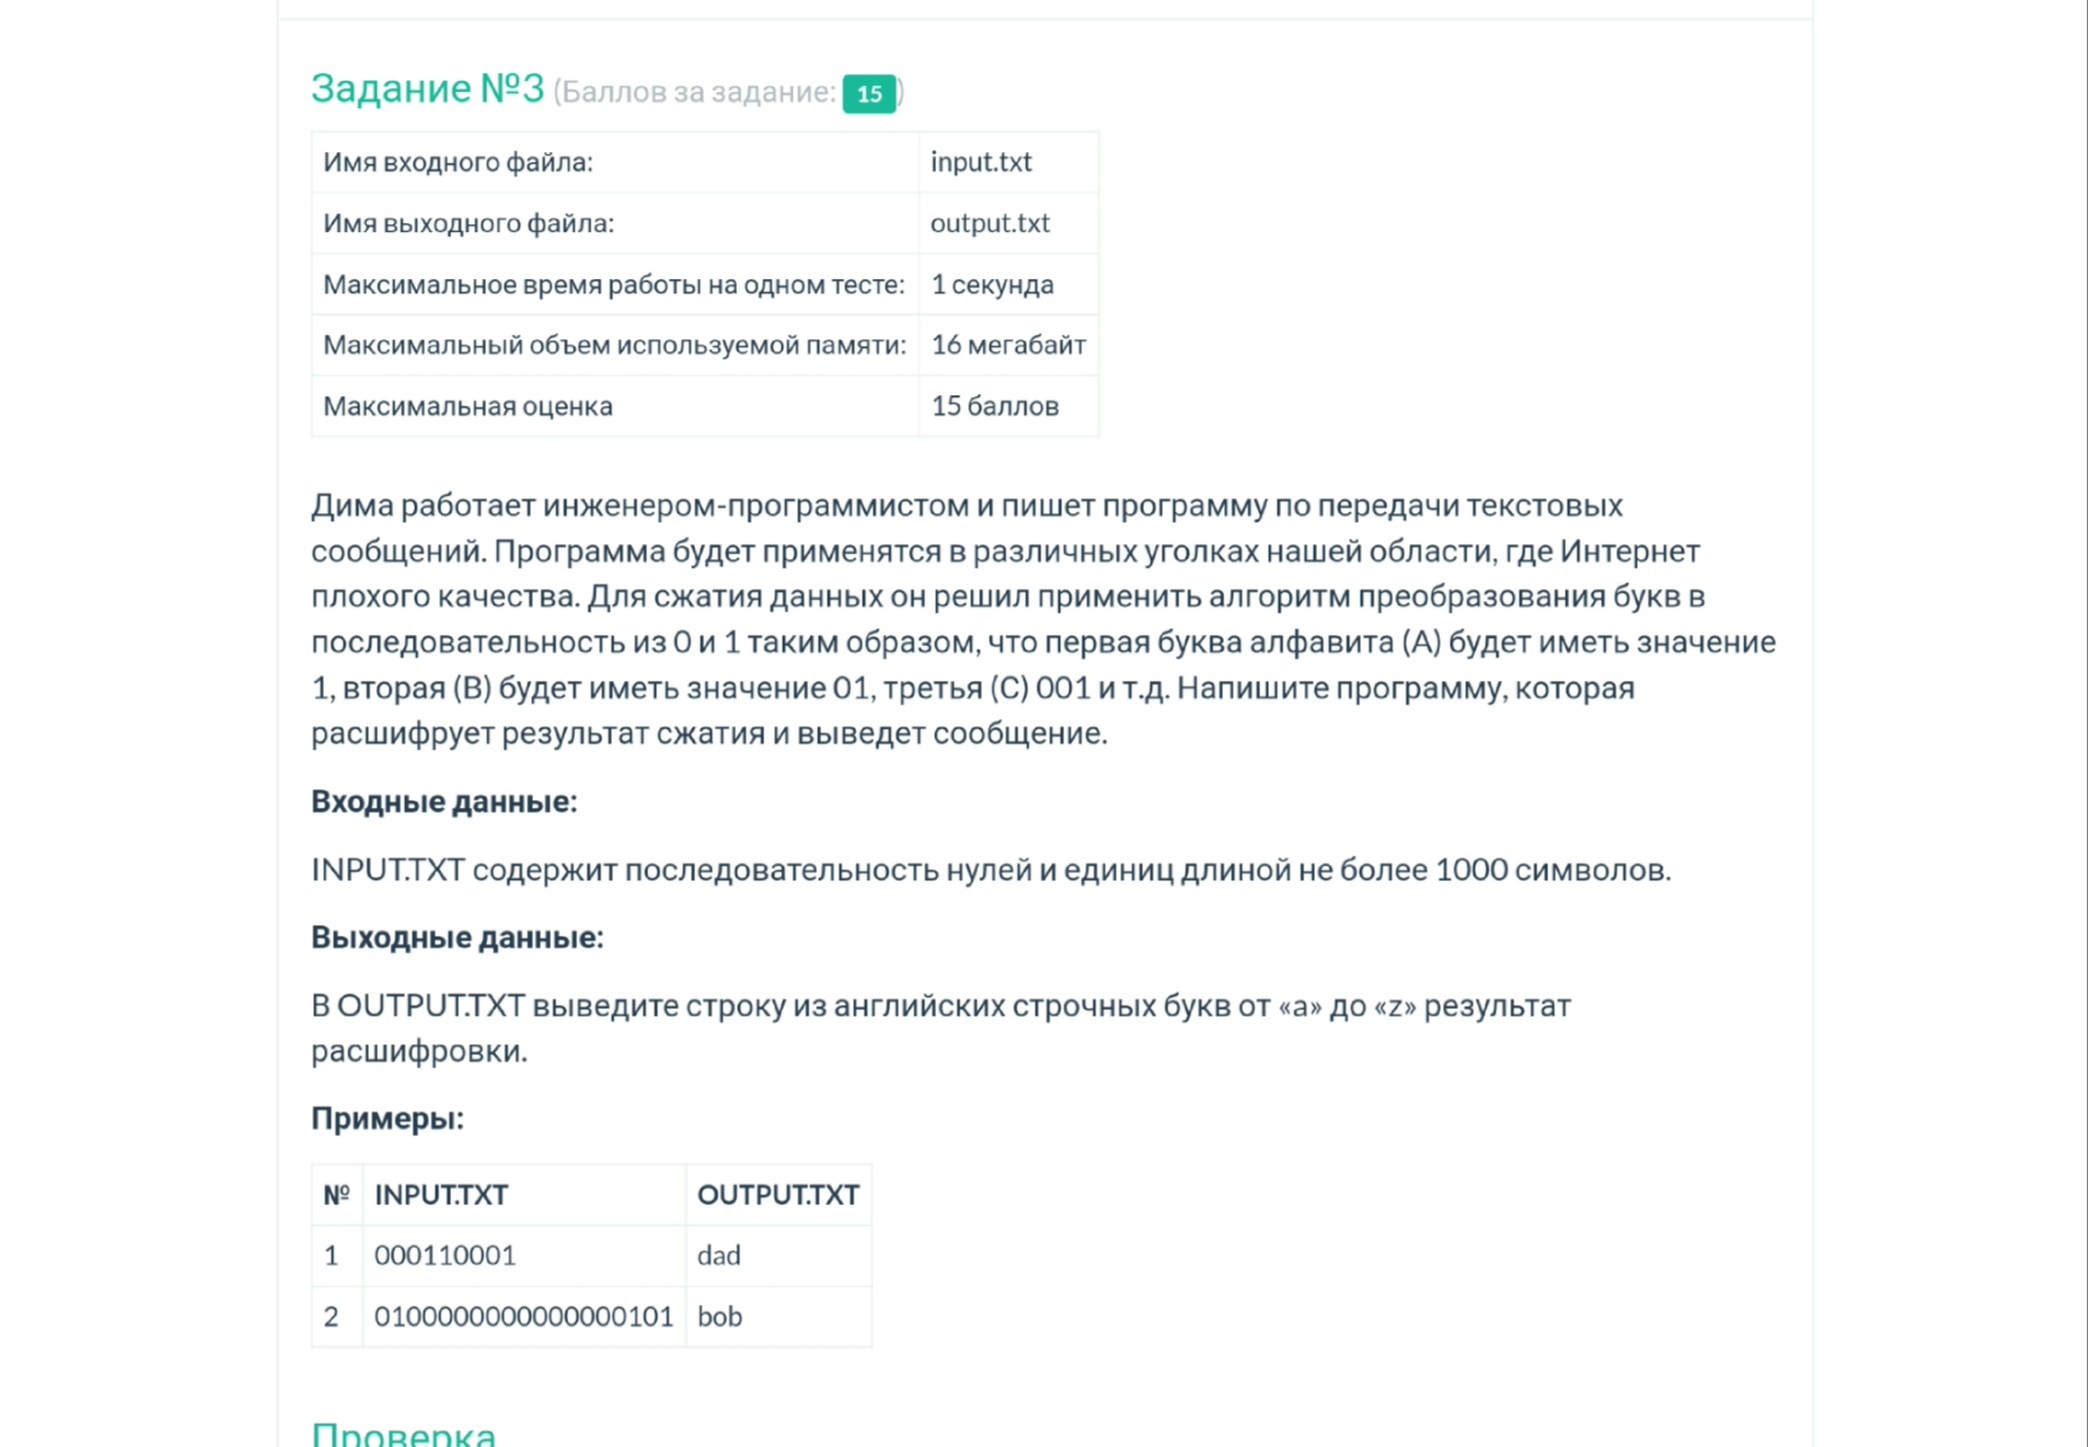 Задание №3 (Баллов за задание: 15)
Имя входного файла: input.txt
Имя выходного файла: output.txt
Максимальное время работы на одном тесте: 1 секунда
Максимальный объем используемой памяти: 16 мегабайт
Максимальная оценка 15 баллов
Дима работает инженером-программистом и пишет программу по передачи текстовых
сообщений. Программа будет применятся в различных уголках нашей области, где Интернет
плохого качества. Для сжатия данных он решил применить алгоритм преобразования букв в
последовательность из 0 и 1 таким образом, что первая буква алфавита (A) будет иметь значение
1, вторая (B) будет иметь значение 01, третья (C) 001 и т.д. Напишите программу, которая
расшифрует результат сжатия и выведет сообщение.
Входные данные:
INPUT.TXT содержит последовательность нулей и единиц длиной не более 1000 символов.
Выходные данные:
В OUTPUT.TXT выведите строку из английских строчных букв от «a» до «z» результат
расшифровки.
Примеры:
№ INPUT.TXT OUTPUT.TXT
1 000110001 dad
2 0100000000000000101 bob
Проверка